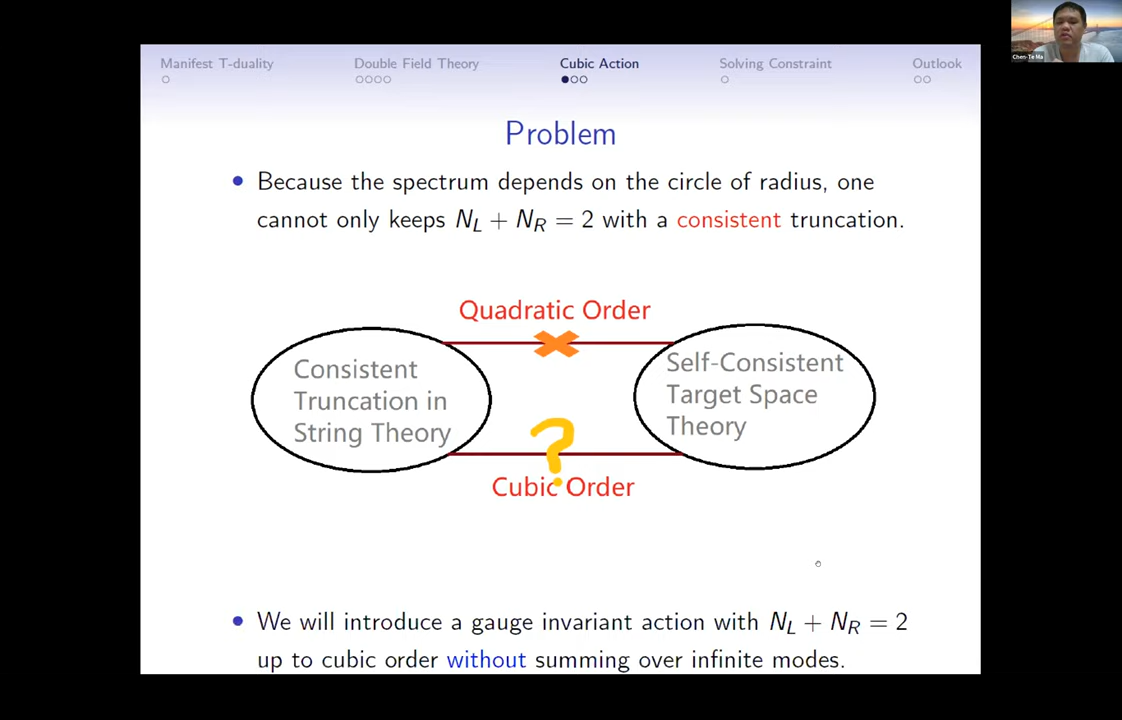 Chen-Te Ma
Manifest T-duality Double Field Theory Cubic Action Solving Constraint Outlook
Problem
• Because the spectrum depends on the circle of radius, one
cannot only keeps N_L + N_R = 2 with a consistent truncation.
Quadratic Order
Consistent
Truncation in
String Theory
Self-Consistent
Target Space
Theory
?
Cubic Order
• We will introduce a gauge invariant action with N_L + N_R = 2
up to cubic order without summing over infinite modes.